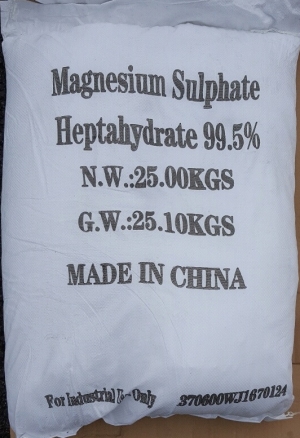 Magnesium Sulphate
Heptahydrate 99.5%
N.W.:25.00KGS
G.W.:25.10KGS
MADE IN CHINA
For Industrial Only
370600WJ1670124